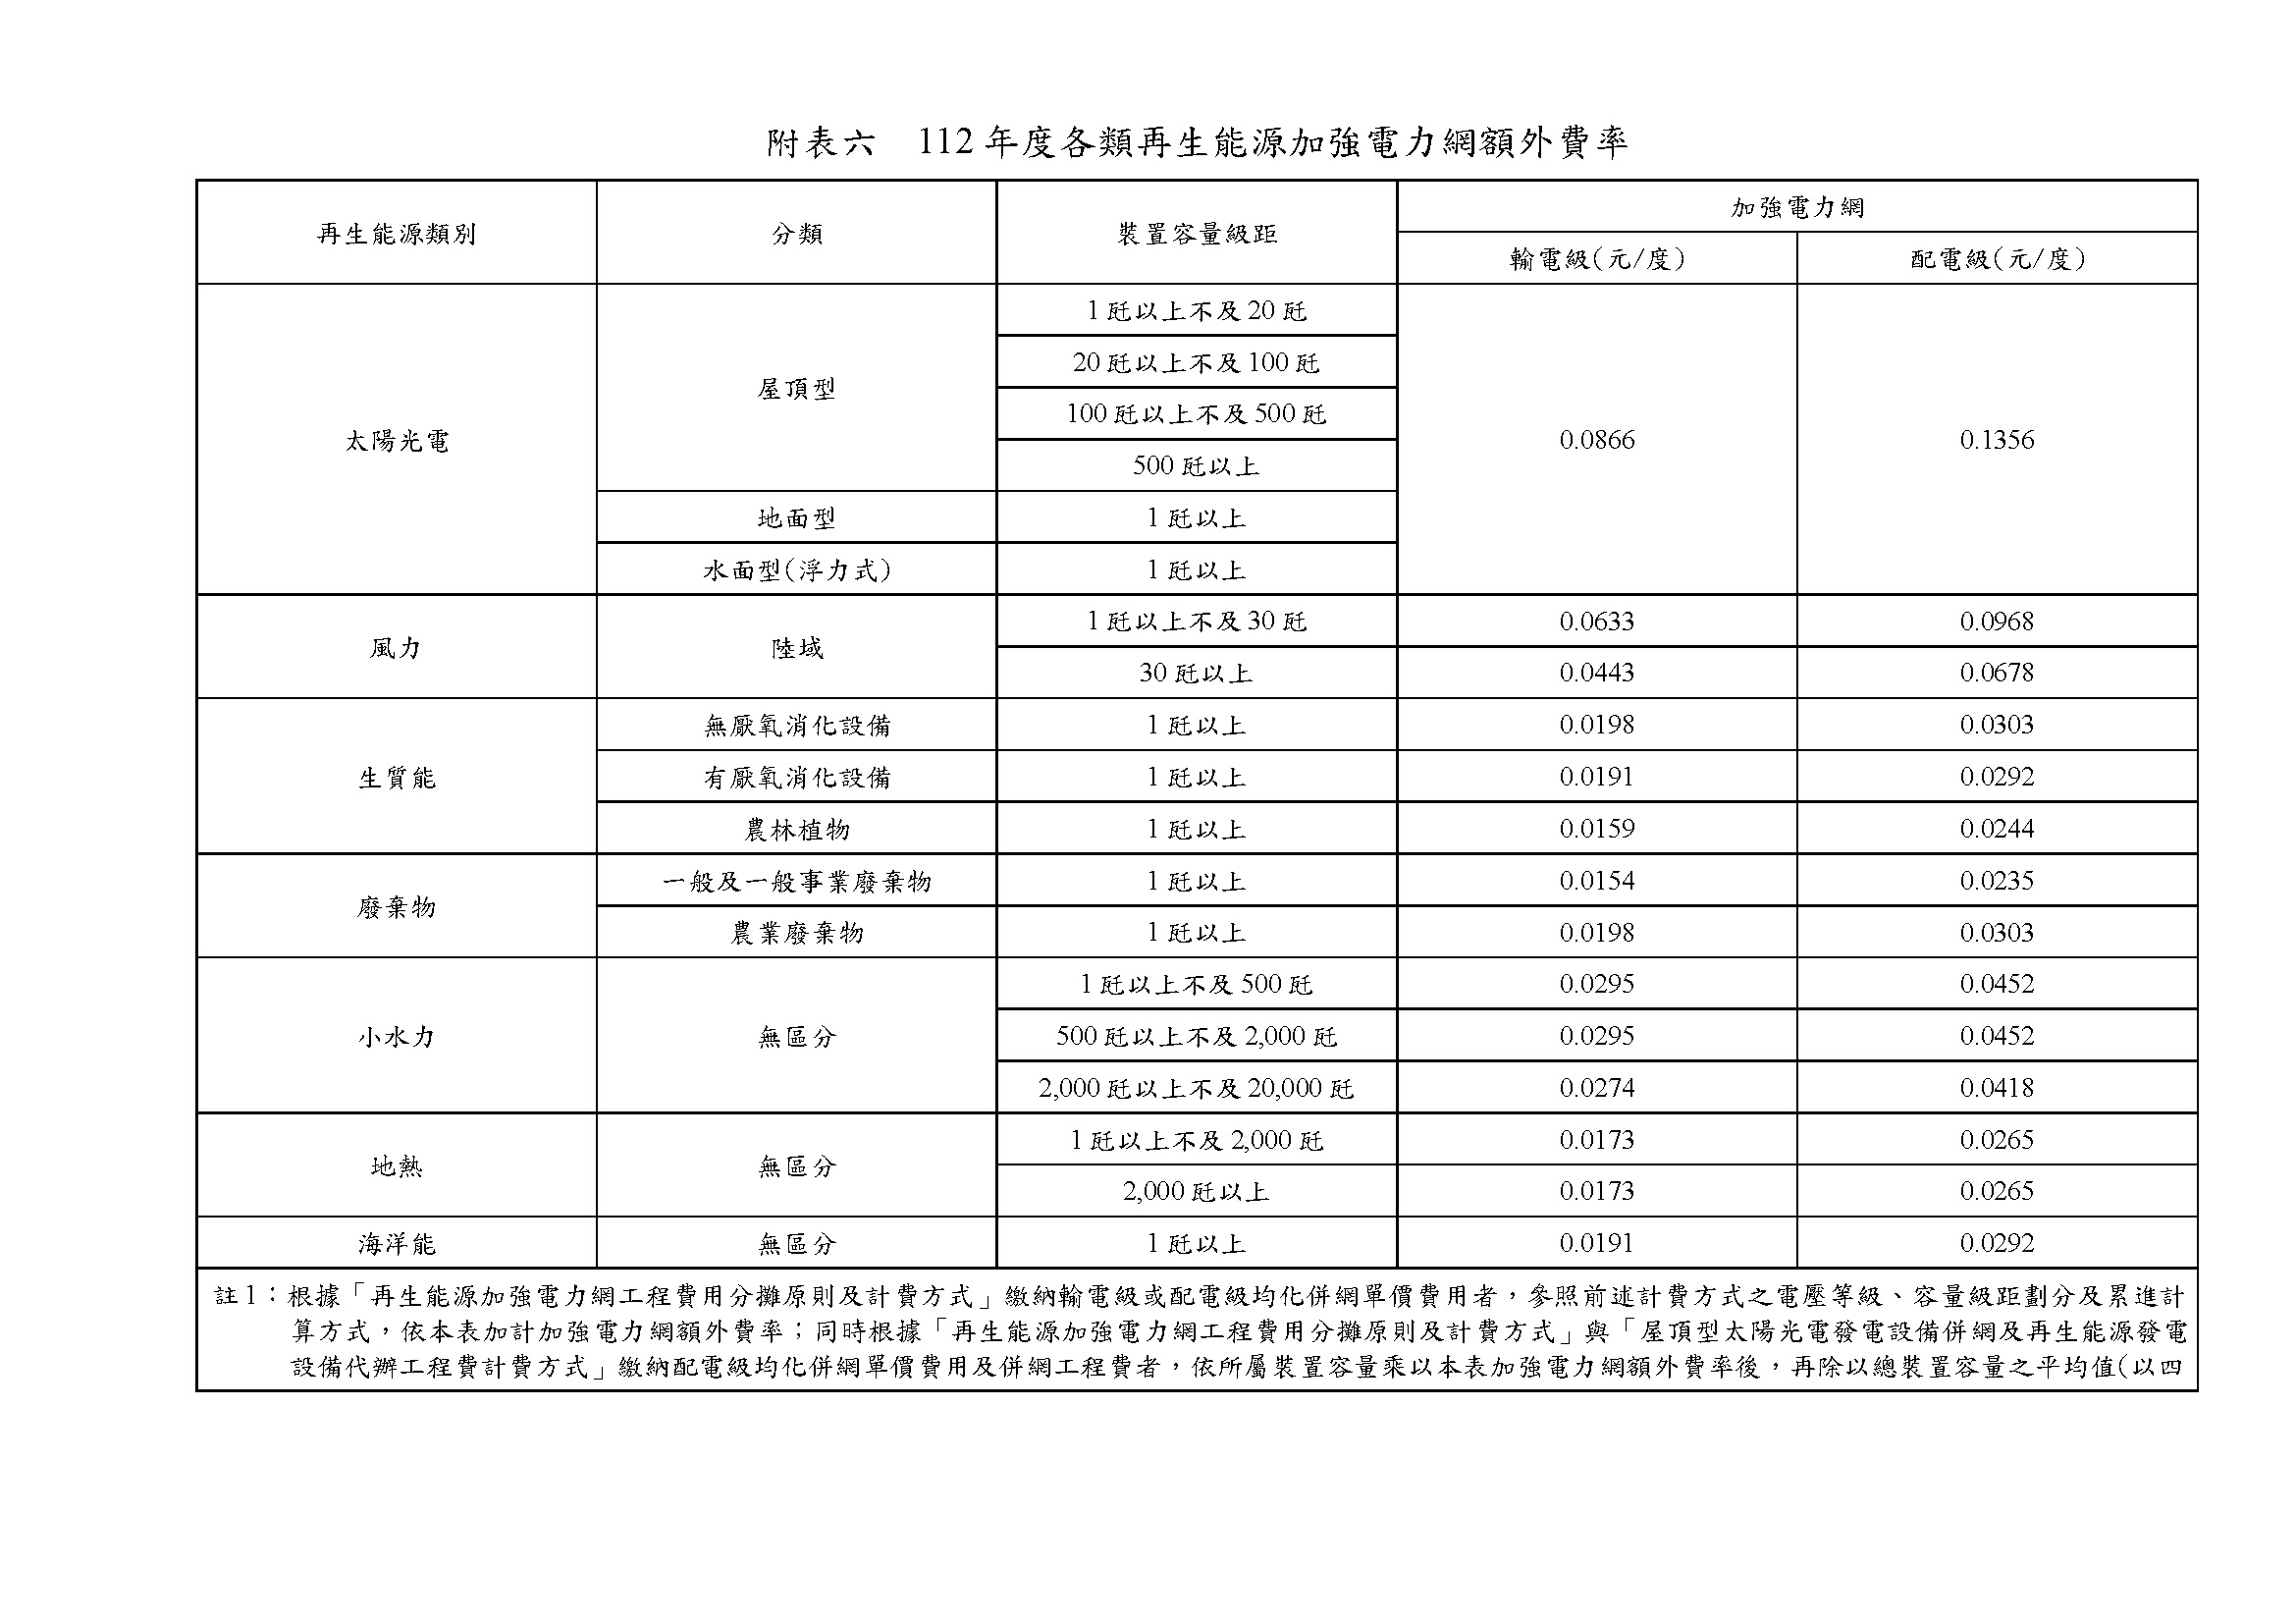 附表六　112 年度各類再生能源加強電力網額外費率
再生能源類別 分類 裝置容量級距 加強電力網
輸電級(元/度) 配電級(元/度)
太陽光電 屋頂型 1 瓩以上不及 20 瓩 0.0866 0.1356
20 瓩以上不及 100 瓩
100 瓩以上不及 500 瓩
500 瓩以上
地面型 1 瓩以上
水面型(浮力式) 1 瓩以上
風力 陸域 1 瓩以上不及 30 瓩 0.0633 0.0968
30 瓩以上 0.0443 0.0678
生質能 無厭氧消化設備 1 瓩以上 0.0198 0.0303
有厭氧消化設備 1 瓩以上 0.0191 0.0292
農林植物 1 瓩以上 0.0159 0.0244
廢棄物 一般及一般事業廢棄物 1 瓩以上 0.0154 0.0235
農業廢棄物 1 瓩以上 0.0198 0.0303
小水力 無區分 1 瓩以上不及 500 瓩 0.0295 0.0452
500 瓩以上不及 2,000 瓩 0.0295 0.0452
2,000 瓩以上不及 20,000 瓩 0.0274 0.0418
地熱 無區分 1 瓩以上不及 2,000 瓩 0.0173 0.0265
2,000 瓩以上 0.0173 0.0265
海洋能 無區分 1 瓩以上 0.0191 0.0292
註 1：根據「再生能源加強電力網工程費用分攤原則及計費方式」繳納輸電級或配電級均化併網單價費用者，參照前述計費方式之電壓等級、容量級距劃分及累進計
算方式，依本表加計加強電力網額外費率；同時根據「再生能源加強電力網工程費用分攤原則及計費方式」與「屋頂型太陽光電發電設備併網及再生能源發電
設備代辦工程費計費方式」繳納配電級均化併網單價費用及併網工程費者，依所屬裝置容量乘以本表加強電力網額外費率後，再除以總裝置容量之平均值(以四